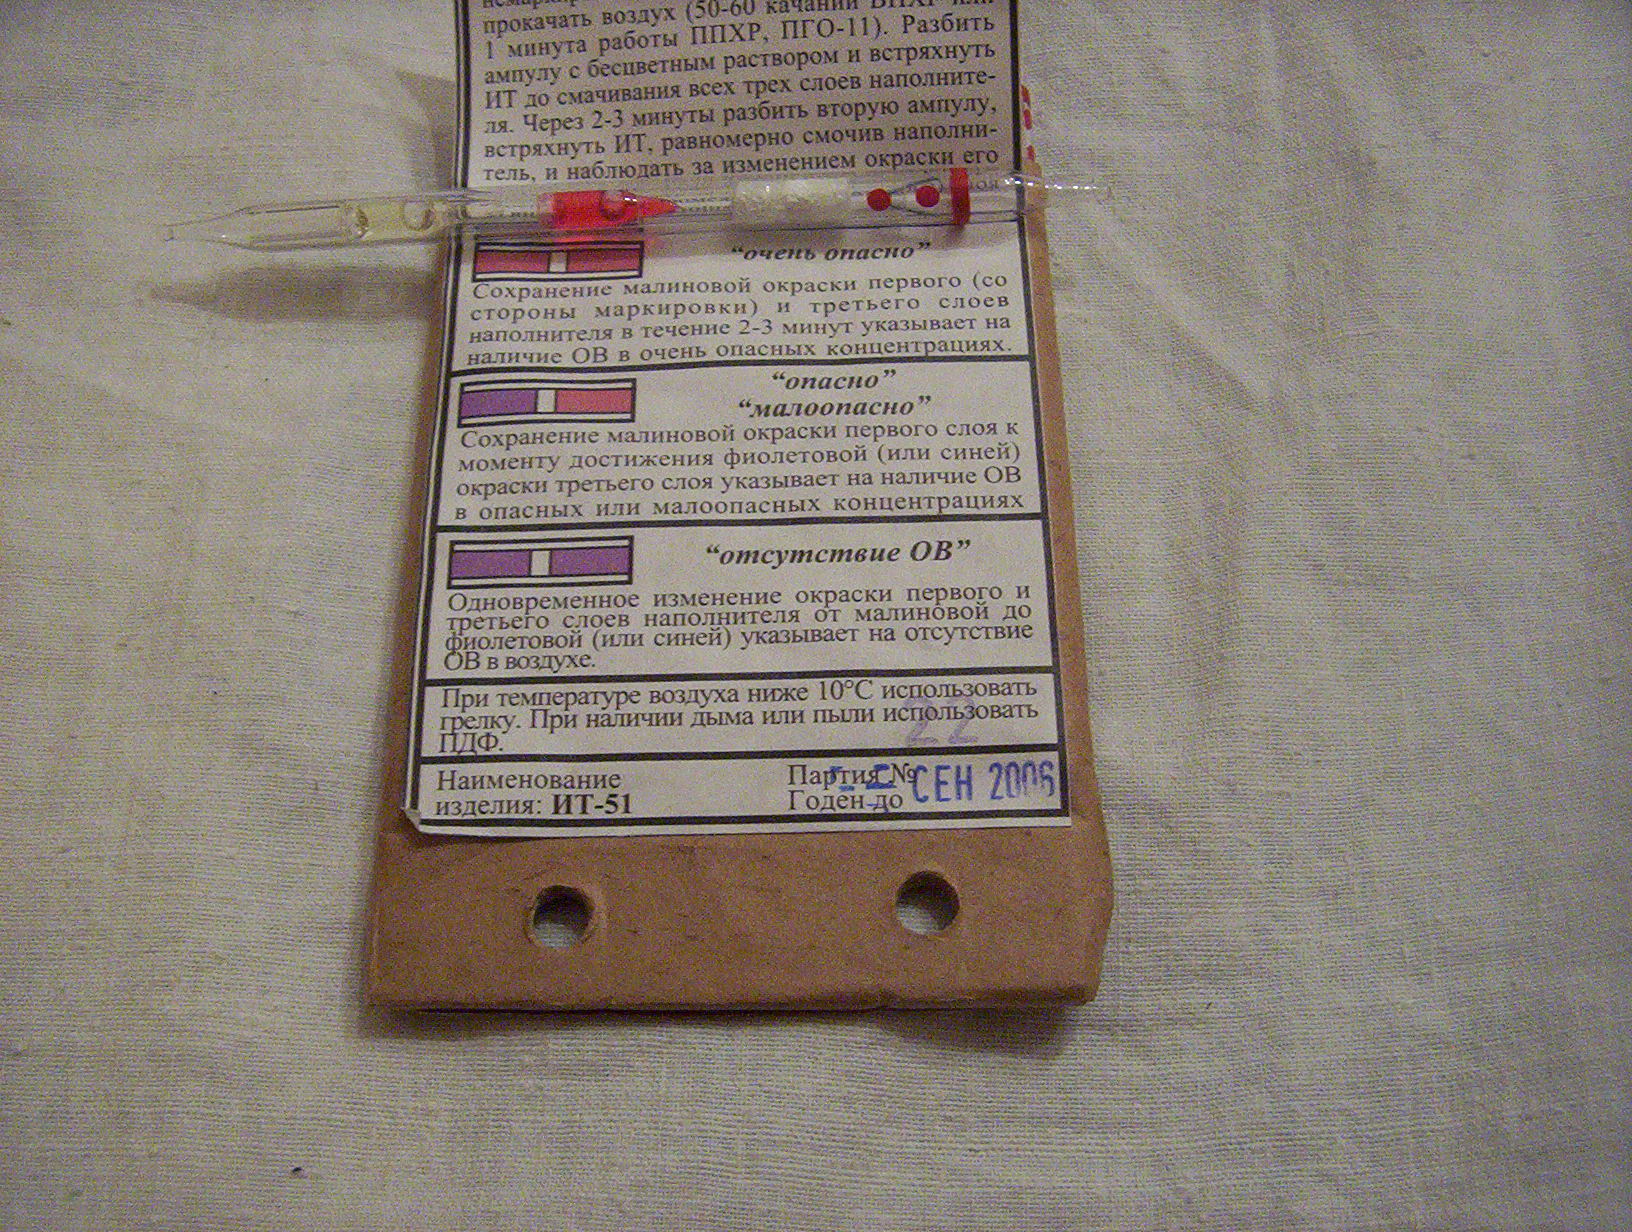 прокачать воздух (50-60 качаний ВПХР или
1 минута работы ППХР, ПГО-11). Разбить
ампулу с бесцветным раствором и встряхнуть
ИТ до смачивания всех трех слоев наполните-
ля. Через 2-3 минуты разбить вторую ампулу,
встряхнуть ИТ, равномерно смочив наполни-
тель, и наблюдать за изменением окраски его
“очень опасно”
Сохранение малиновой окраски первого (со
стороны маркировки) и третьего слоев
наполнителя в течение 2-3 минут указывает на
наличие ОВ в очень опасных концентрациях.
“опасно”
“малоопасно”
Сохранение малиновой окраски первого слоя к
моменту достижения фиолетовой (или синей)
окраски третьего слоя указывает на наличие ОВ
в опасных или малоопасных концентрациях
“отсутствие ОВ”
Одновременное изменение окраски первого и
третьего слоев наполнителя от малиновой до
фиолетовой (или синей) указывает на отсутствие
ОВ в воздухе.
При температуре воздуха ниже 10°С использовать
грелку. При наличии дыма или пыли использовать
ПДФ.
22
Наименование
изделия: ИТ-51
Партия №
Годен до СЕН 2006